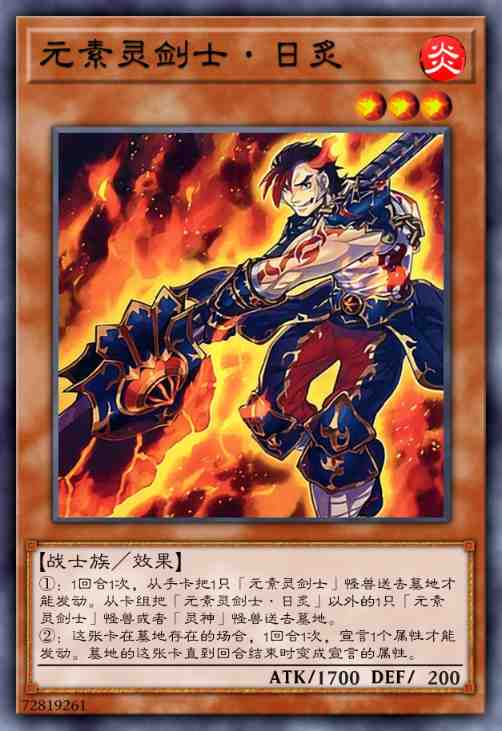 元素灵剑士·日炙
炎
【战士族／效果】
①：1回合1次，从手卡把1只「元素灵剑士」怪兽送去墓地才
能发动。从卡组把「元素灵剑士·日炙」以外的1只「元素
灵剑士」怪兽或者「灵神」怪兽送去墓地。
②：这张卡在墓地存在的场合，1回合1次，宣言1个属性才能
发动。墓地的这张卡直到回合结束时变成宣言的属性。
ATK/1700 DEF/ 200
72819261